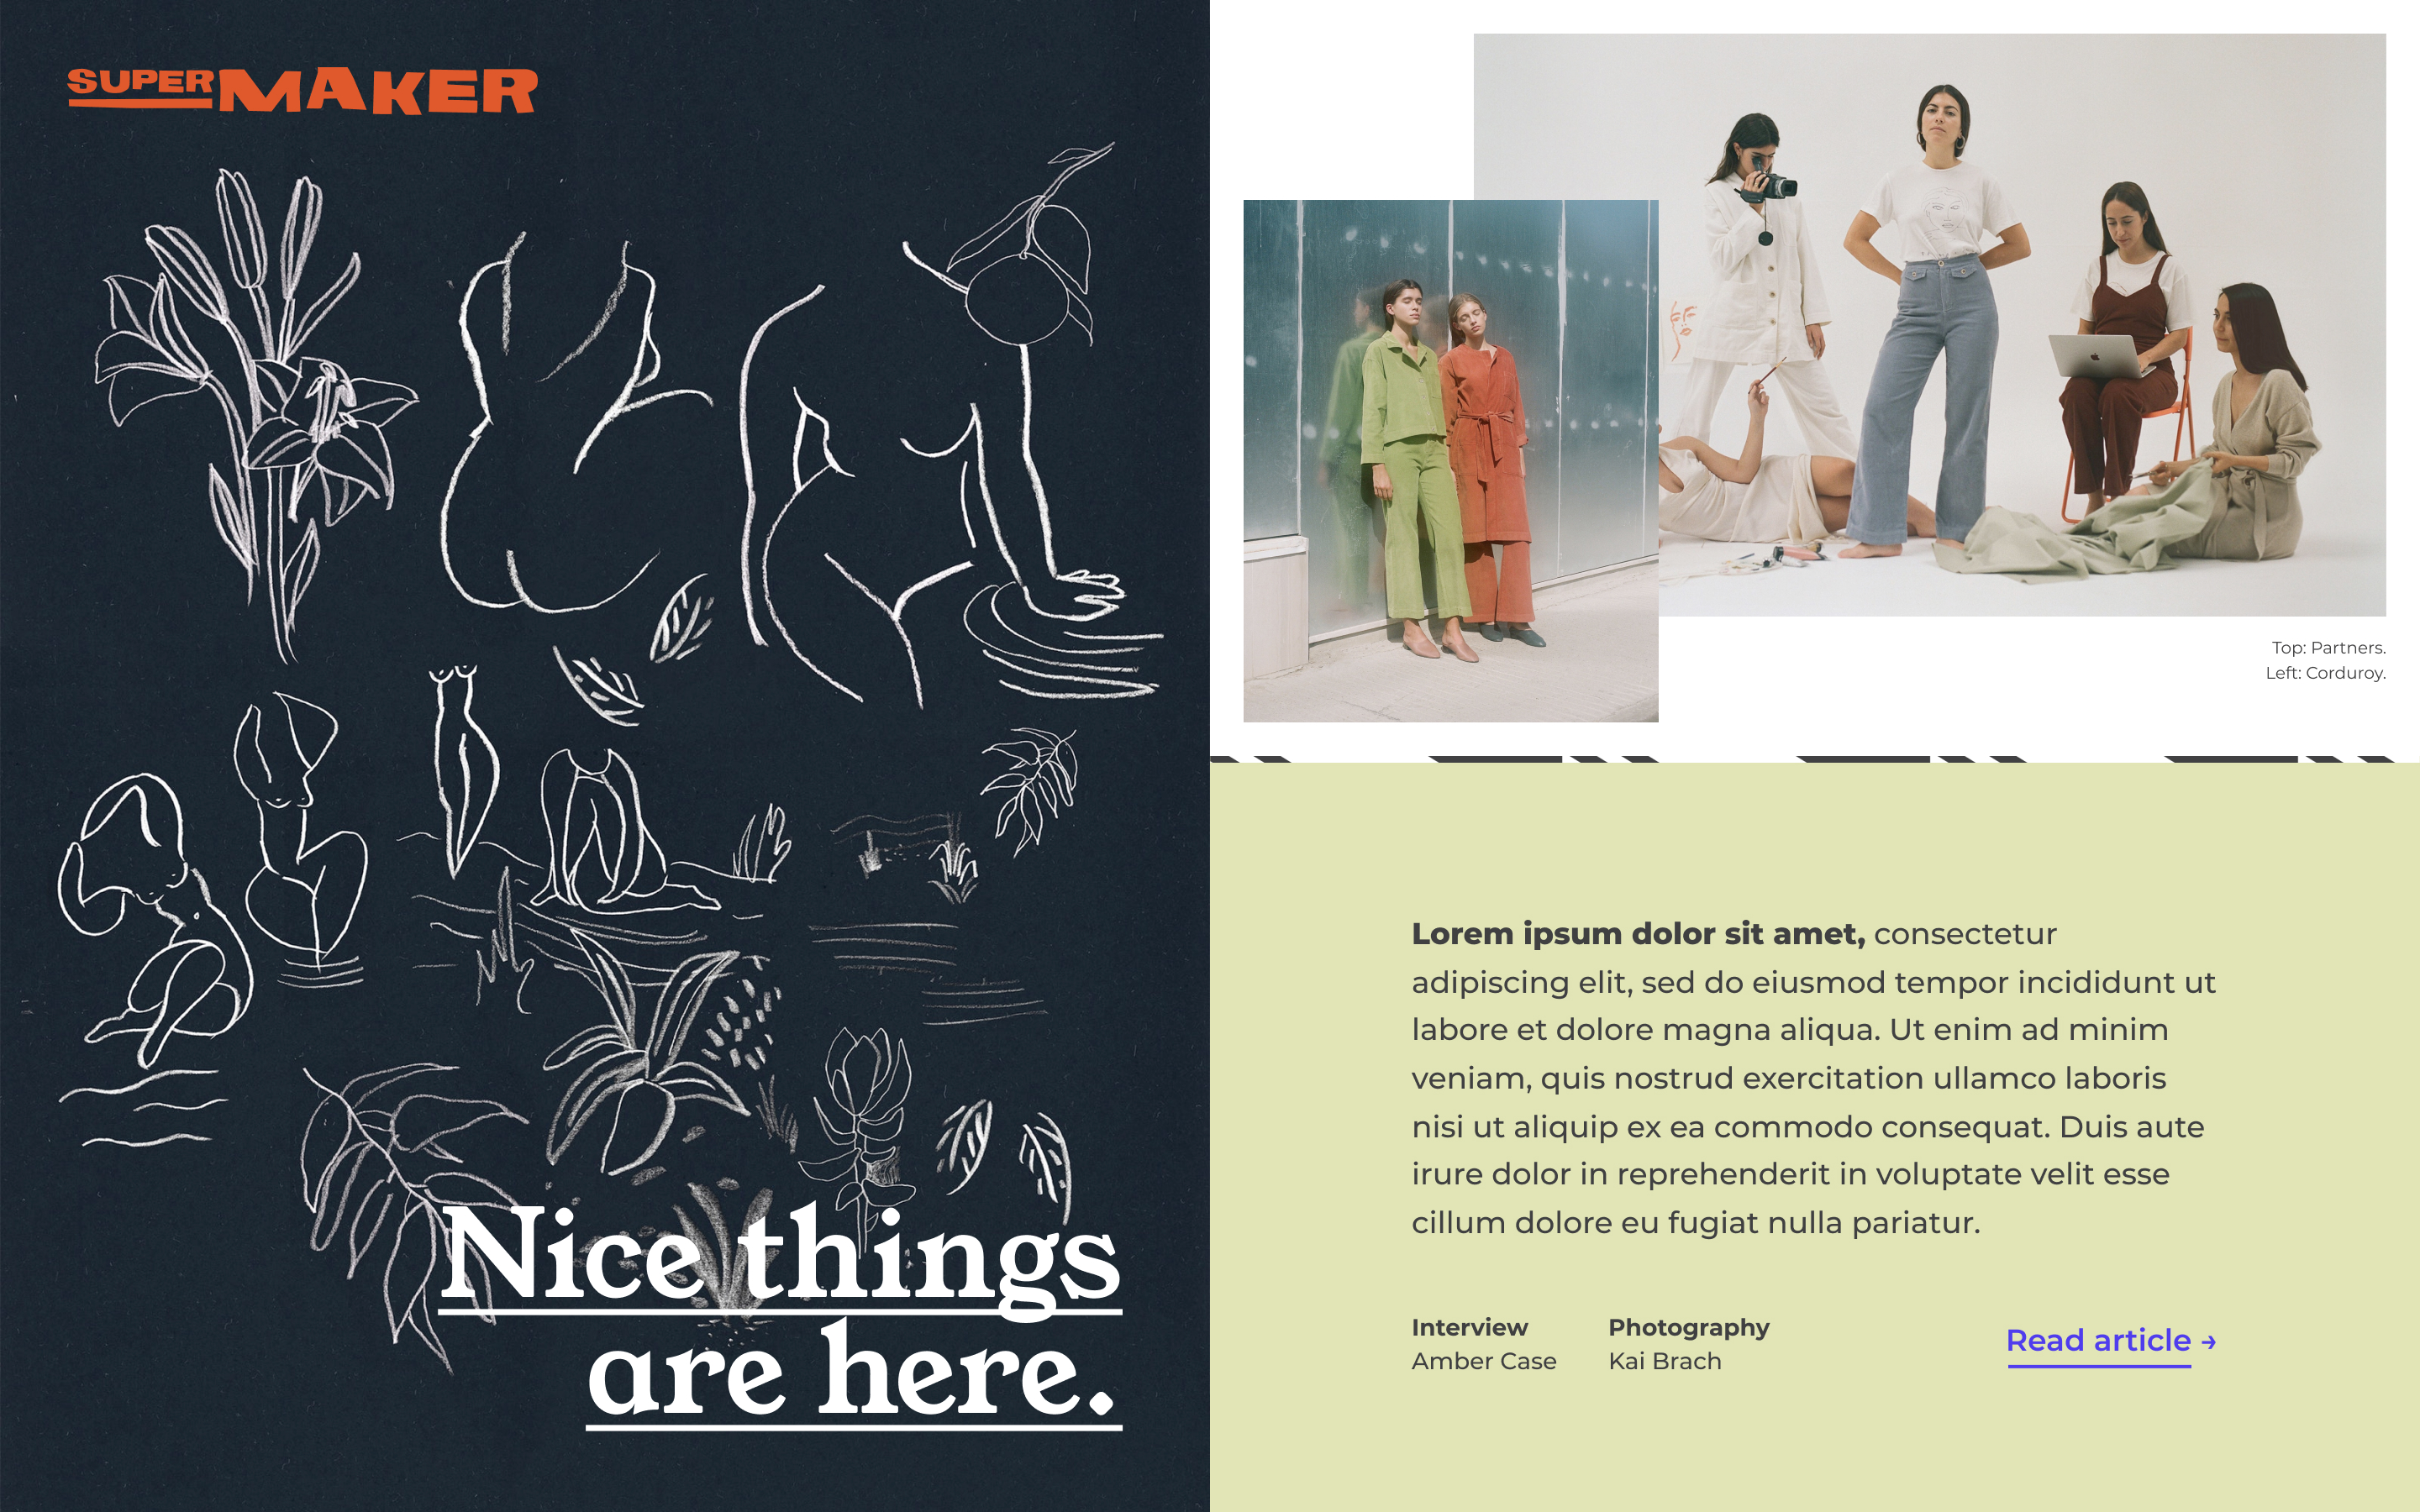 SUPERMAKER
Nice things
are here.
Top: Partners.
Left: Corduroy.
Lorem ipsum dolor sit amet, consectetur
adipiscing elit, sed do eiusmod tempor incididunt ut
labore et dolore magna aliqua. Ut enim ad minim
veniam, quis nostrud exercitation ullamco laboris
nisi ut aliquip ex ea commodo consequat. Duis aute
irure dolor in reprehenderit in voluptate velit esse
cillum dolore eu fugiat nulla pariatur.
Interview
Amber Case
Photography
Kai Brach
Read article →